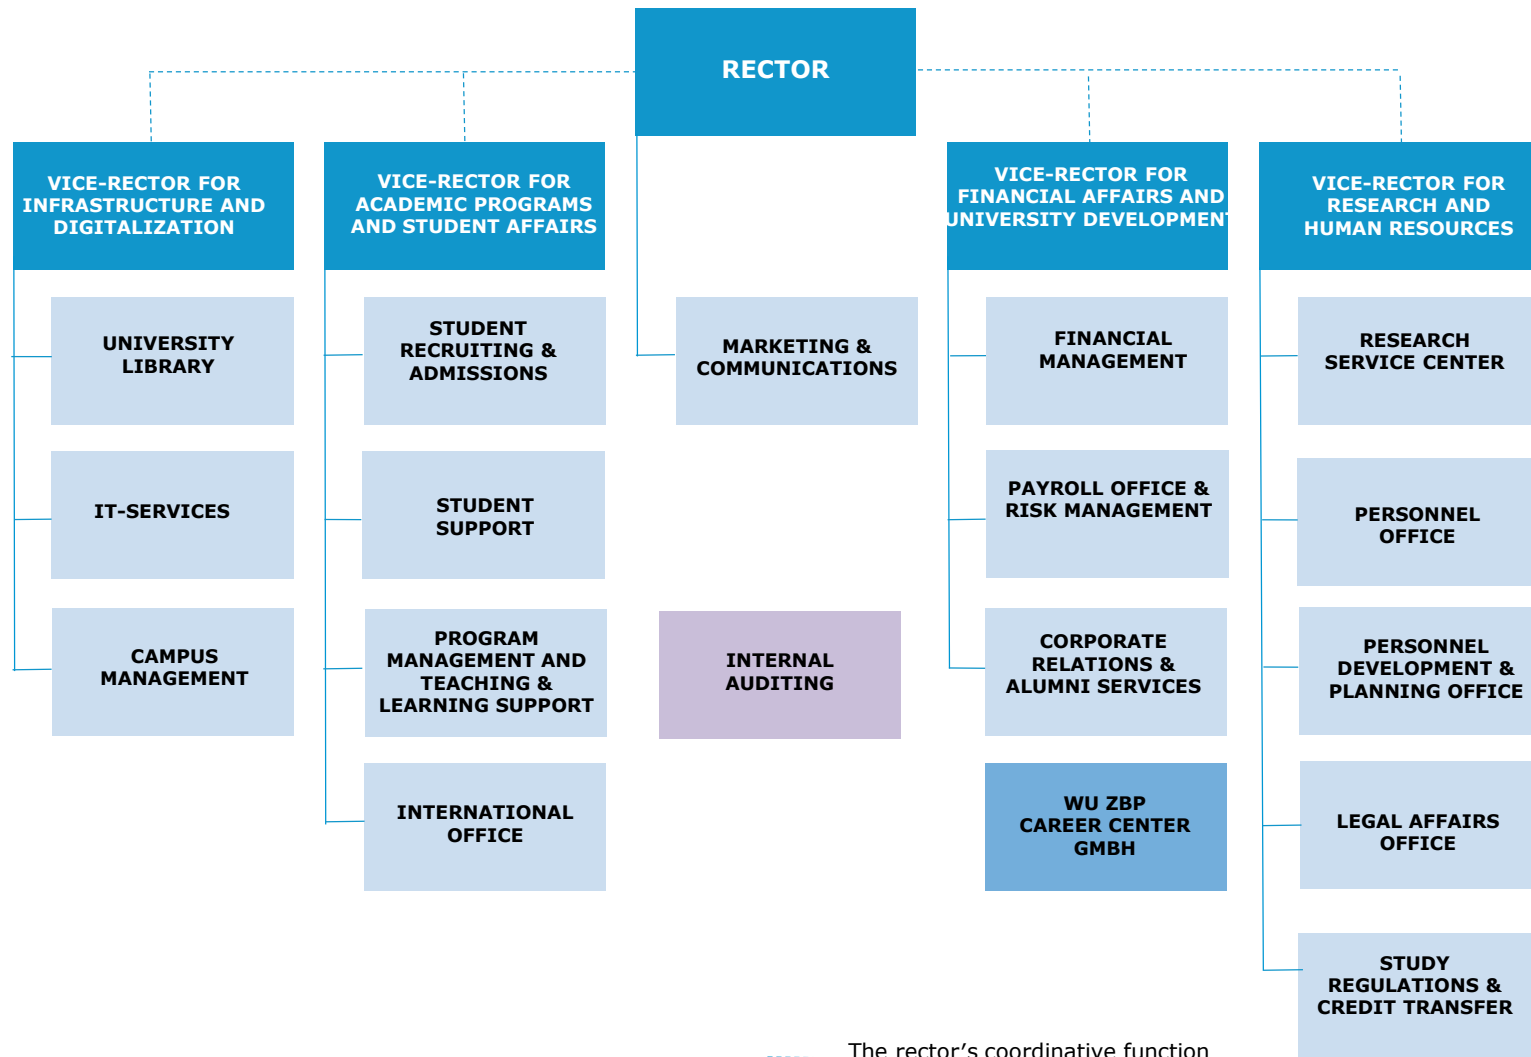 RECTOR
VICE-RECTOR FOR
INFRASTRUCTURE AND
DIGITALIZATION
VICE-RECTOR FOR
ACADEMIC PROGRAMS
AND STUDENT AFFAIRS
VICE-RECTOR FOR
FINANCIAL AFFAIRS AND
UNIVERSITY DEVELOPMENT
VICE-RECTOR FOR
RESEARCH AND
HUMAN RESOURCES
UNIVERSITY
LIBRARY
STUDENT
RECRUITING &
ADMISSIONS
MARKETING &
COMMUNICATIONS
FINANCIAL
MANAGEMENT
RESEARCH
SERVICE CENTER
IT-SERVICES
STUDENT
SUPPORT
PAYROLL OFFICE &
RISK MANAGEMENT
PERSONNEL
OFFICE
CAMPUS
MANAGEMENT
PROGRAM
MANAGEMENT AND
TEACHING &
LEARNING SUPPORT
INTERNAL
AUDITING
CORPORATE
RELATIONS &
ALUMNI SERVICES
PERSONNEL
DEVELOPMENT &
PLANNING OFFICE
INTERNATIONAL
OFFICE
WU ZBP
CAREER CENTER
GMBH
LEGAL AFFAIRS
OFFICE
STUDY
REGULATIONS &
CREDIT TRANSFER
The rector's coordinative function